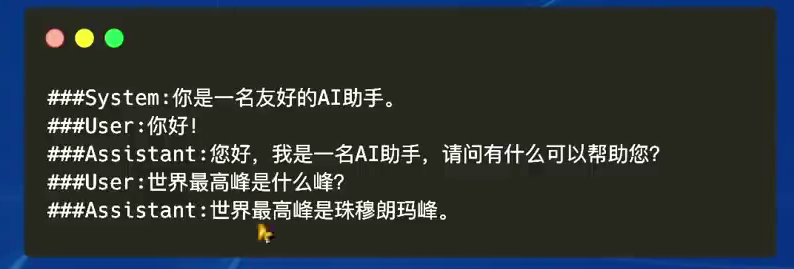 ###System:你是一名友好的AI助手。
###User:你好!
###Assistant:您好，我是一名AI助手，请问有什么可以帮助您?
###User:世界最高峰是什么峰?
###Assistant:世界最高峰是珠穆朗玛峰。